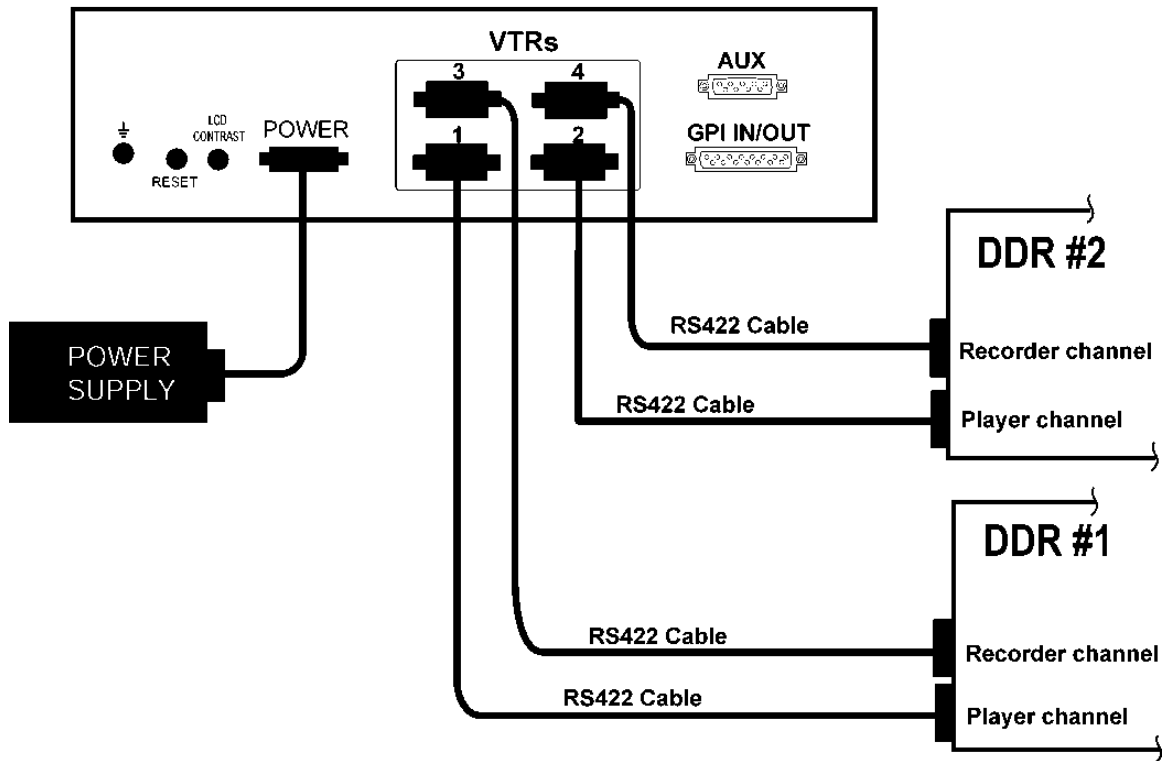 VTRs
3
4
AUX
LCD
CONTRAST
POWER
1
2
GPI IN/OUT
RESET
DDR #2
RS422 Cable
Recorder channel
POWER
SUPPLY
RS422 Cable
Player channel
DDR #1
RS422 Cable
Recorder channel
RS422 Cable
Player channel